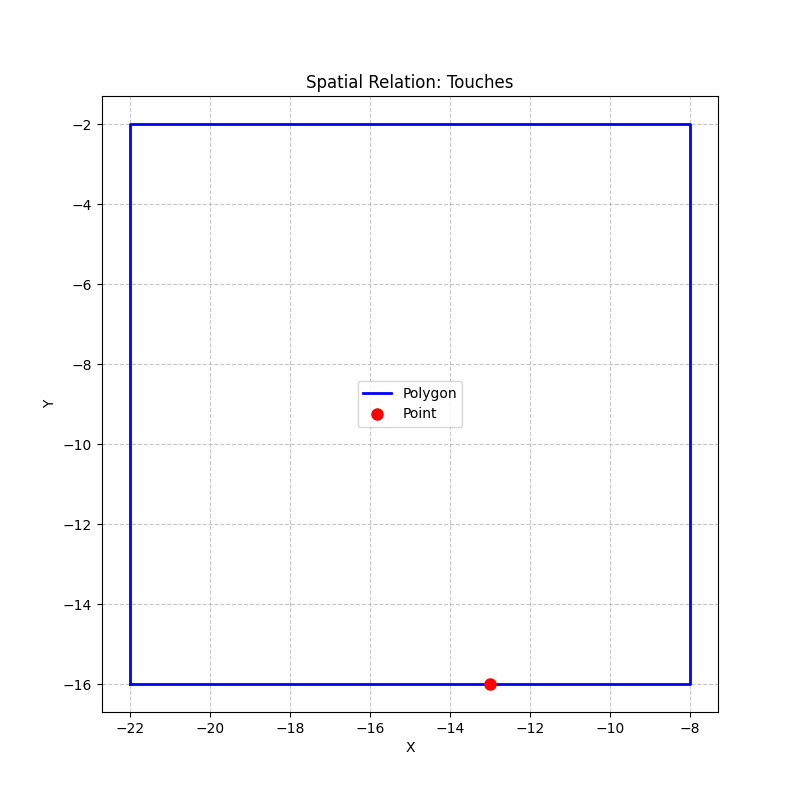 Spatial Relation: Touches
−2
−4
−6
−8
−10
−12
−14
−16
Y
Polygon
Point
−22 −20 −18 −16 −14 −12 −10 −8
X